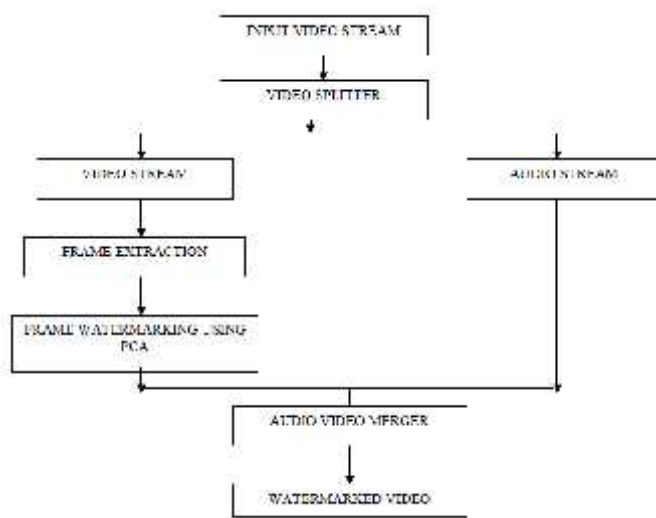 INPUT VIDEO STREAM
VIDEO SPLITTER
VIDEO STREAM
AUDIO STREAM
FRAME EXTRACTION
FRAME WATERMARKING USING
PCA
AUDIO VIDEO MERGER
WATERMARKED VIDEO